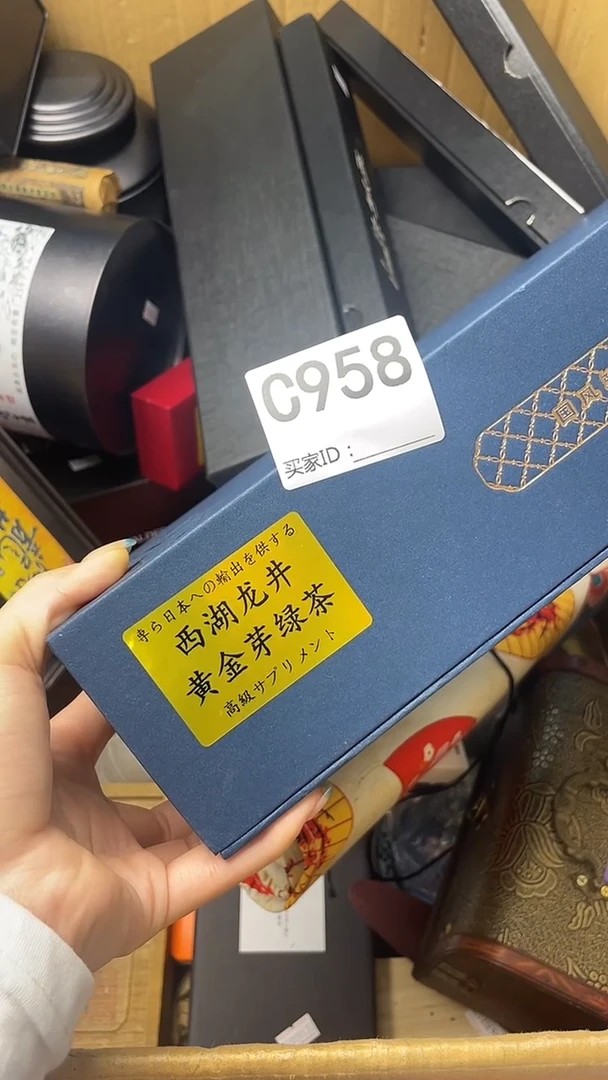 C958
买家ID：
専ら日本への輸出を供する
西湖龙井
黄金芽绿茶
高級サプリメント